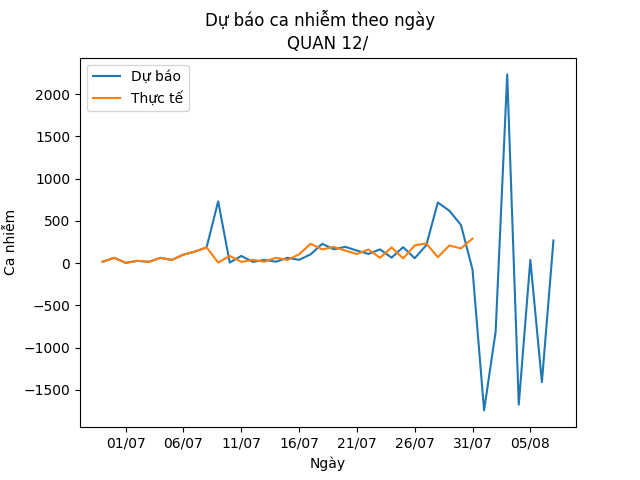 Dự báo ca nhiễm theo ngày
QUAN 12/
Dự báo
Thực tế
Ca nhiễm
2000
1500
1000
500
0
−500
−1000
−1500
01/07 06/07 11/07 16/07 21/07 26/07 31/07 05/08
Ngày